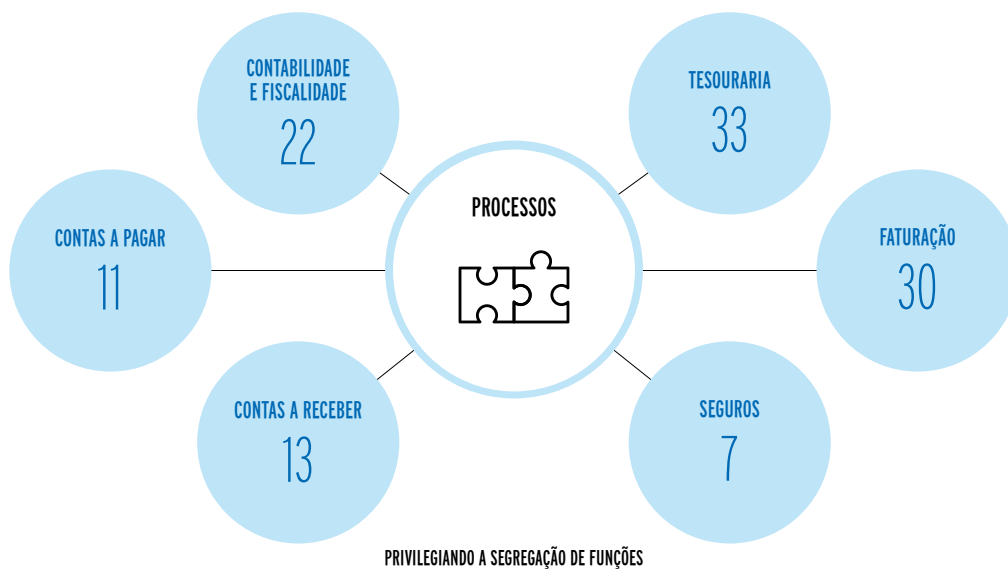 CONTABILIDADE
E FISCALIDADE
22
TESOURARIA
33
PROCESSOS
CONTAS A PAGAR
11
FATURAÇÃO
30
CONTAS A RECEBER
13
SEGUROS
7
PRIVILEGIANDO A SEGREGAÇÃO DE FUNÇÕES